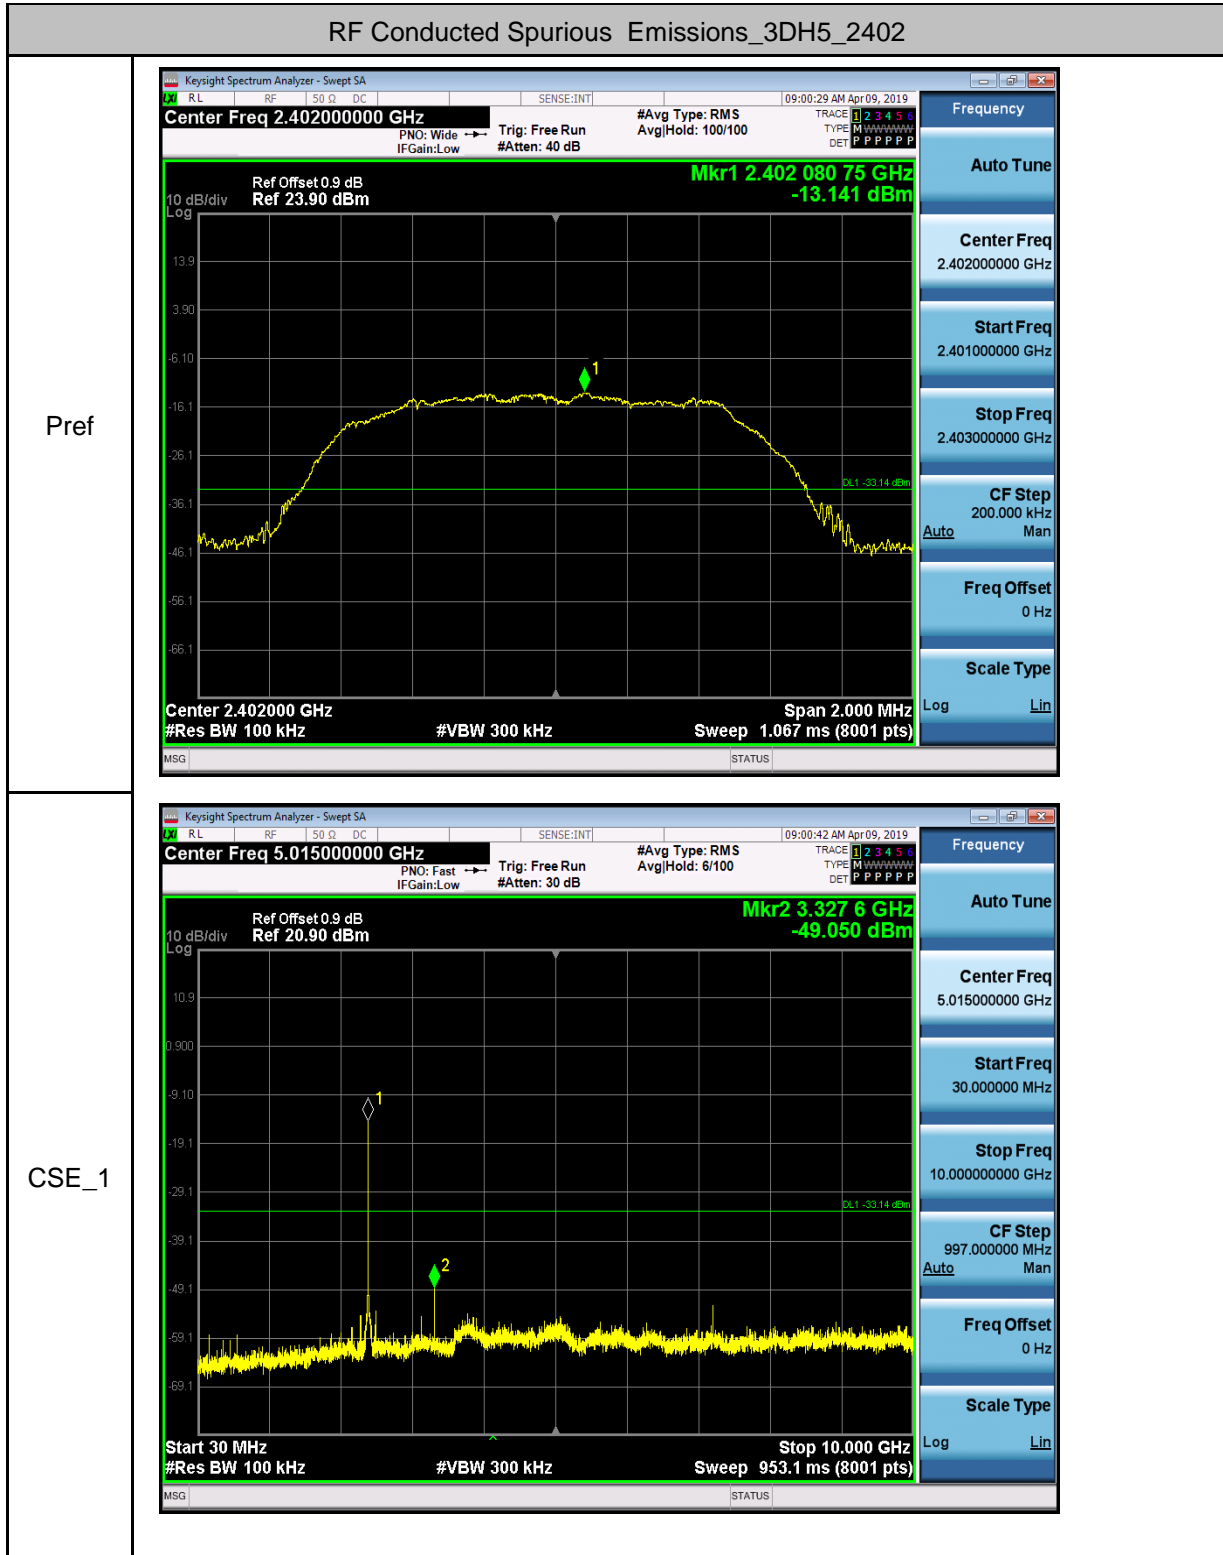 RF Conducted Spurious Emissions_3DH5_2402
Pref
Keysight Spectrum Analyzer - Swept SA
LXI RL RF 50 Ω DC SENSE:INT 09:00:29 AM Apr 09, 2019
Center Freq 2.402000000 GHz
PNO: Wide
IFGain:Low
Trig: Free Run
#Atten: 40 dB
#Avg Type: RMS
Avg|Hold: 100/100
TRACE 1 2 3 4 5 6
TYPE M W W W W W
DET P P P P P P
Mkr1 2.402 080 75 GHz
-13.141 dBm
Ref Offset 0.9 dB
10 dB/div Ref 23.90 dBm
Log
13.9
3.90
-6.10
-16.1
-26.1
-36.1
-46.1
-56.1
-66.1
1
DL1 -33.14 dBm
Center 2.402000 GHz Span 2.000 MHz
#Res BW 100 kHz #VBW 300 kHz Sweep 1.067 ms (8001 pts)
MSG STATUS
Frequency
Auto Tune
Center Freq
2.402000000 GHz
Start Freq
2.401000000 GHz
Stop Freq
2.403000000 GHz
CF Step
200.000 kHz
Auto Man
Freq Offset
0 Hz
Scale Type
Log Lin
CSE_1
Keysight Spectrum Analyzer - Swept SA
LXI RL RF 50 Ω DC SENSE:INT 09:00:42 AM Apr 09, 2019
Center Freq 5.015000000 GHz
PNO: Fast
IFGain:Low
Trig: Free Run
#Atten: 30 dB
#Avg Type: RMS
Avg|Hold: 6/100
TRACE 1 2 3 4 5 6
TYPE M W W W W W
DET P P P P P P
Mkr2 3.327 6 GHz
-49.050 dBm
Ref Offset 0.9 dB
10 dB/div Ref 20.90 dBm
Log
10.9
0.900
-9.10
-19.1
-29.1
-39.1
-49.1
-59.1
-69.1
1
2
DL1 -33.14 dBm
Start 30 MHz Stop 10.000 GHz
#Res BW 100 kHz #VBW 300 kHz Sweep 953.1 ms (8001 pts)
MSG STATUS
Frequency
Auto Tune
Center Freq
5.015000000 GHz
Start Freq
30.000000 MHz
Stop Freq
10.000000000 GHz
CF Step
997.000000 MHz
Auto Man
Freq Offset
0 Hz
Scale Type
Log Lin